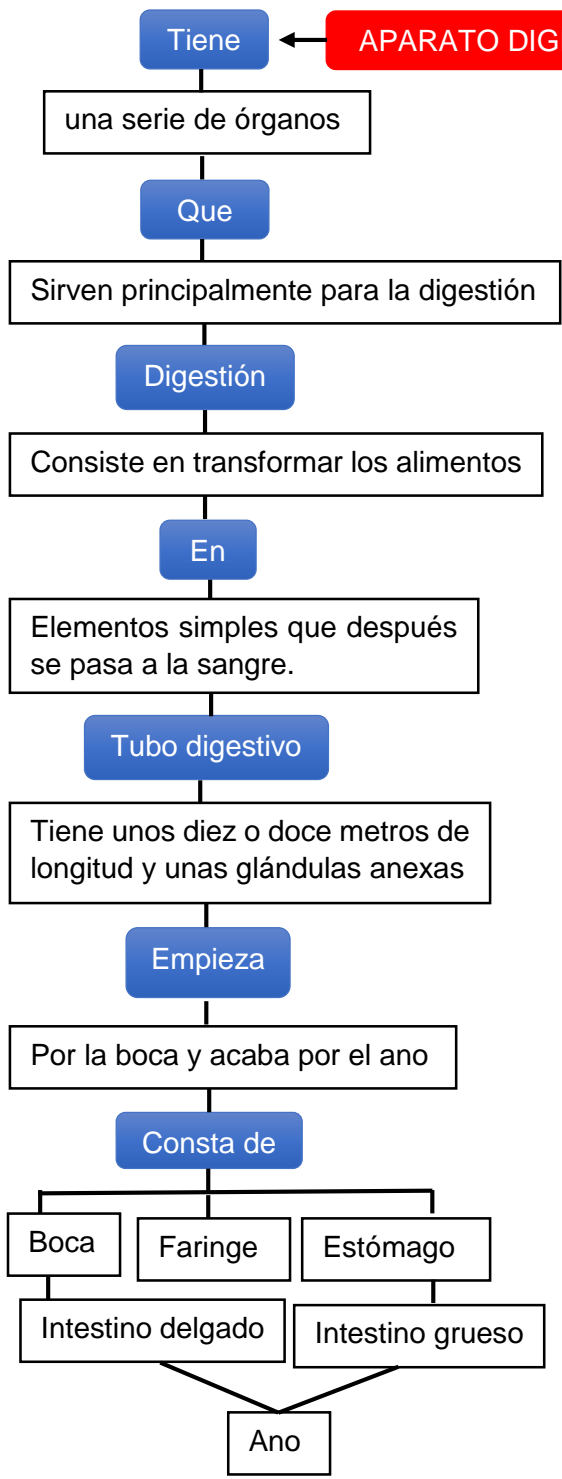 Tiene
APARATO DIG
una serie de órganos
Que
Sirven principalmente para la digestión
Digestión
Consiste en transformar los alimentos
En
Elementos simples que después
se pasa a la sangre.
Tubo digestivo
Tiene unos diez o doce metros de
longitud y unas glándulas anexas
Empieza
Por la boca y acaba por el ano
Consta de
Boca
Faringe
Estómago
Intestino delgado
Intestino grueso
Ano